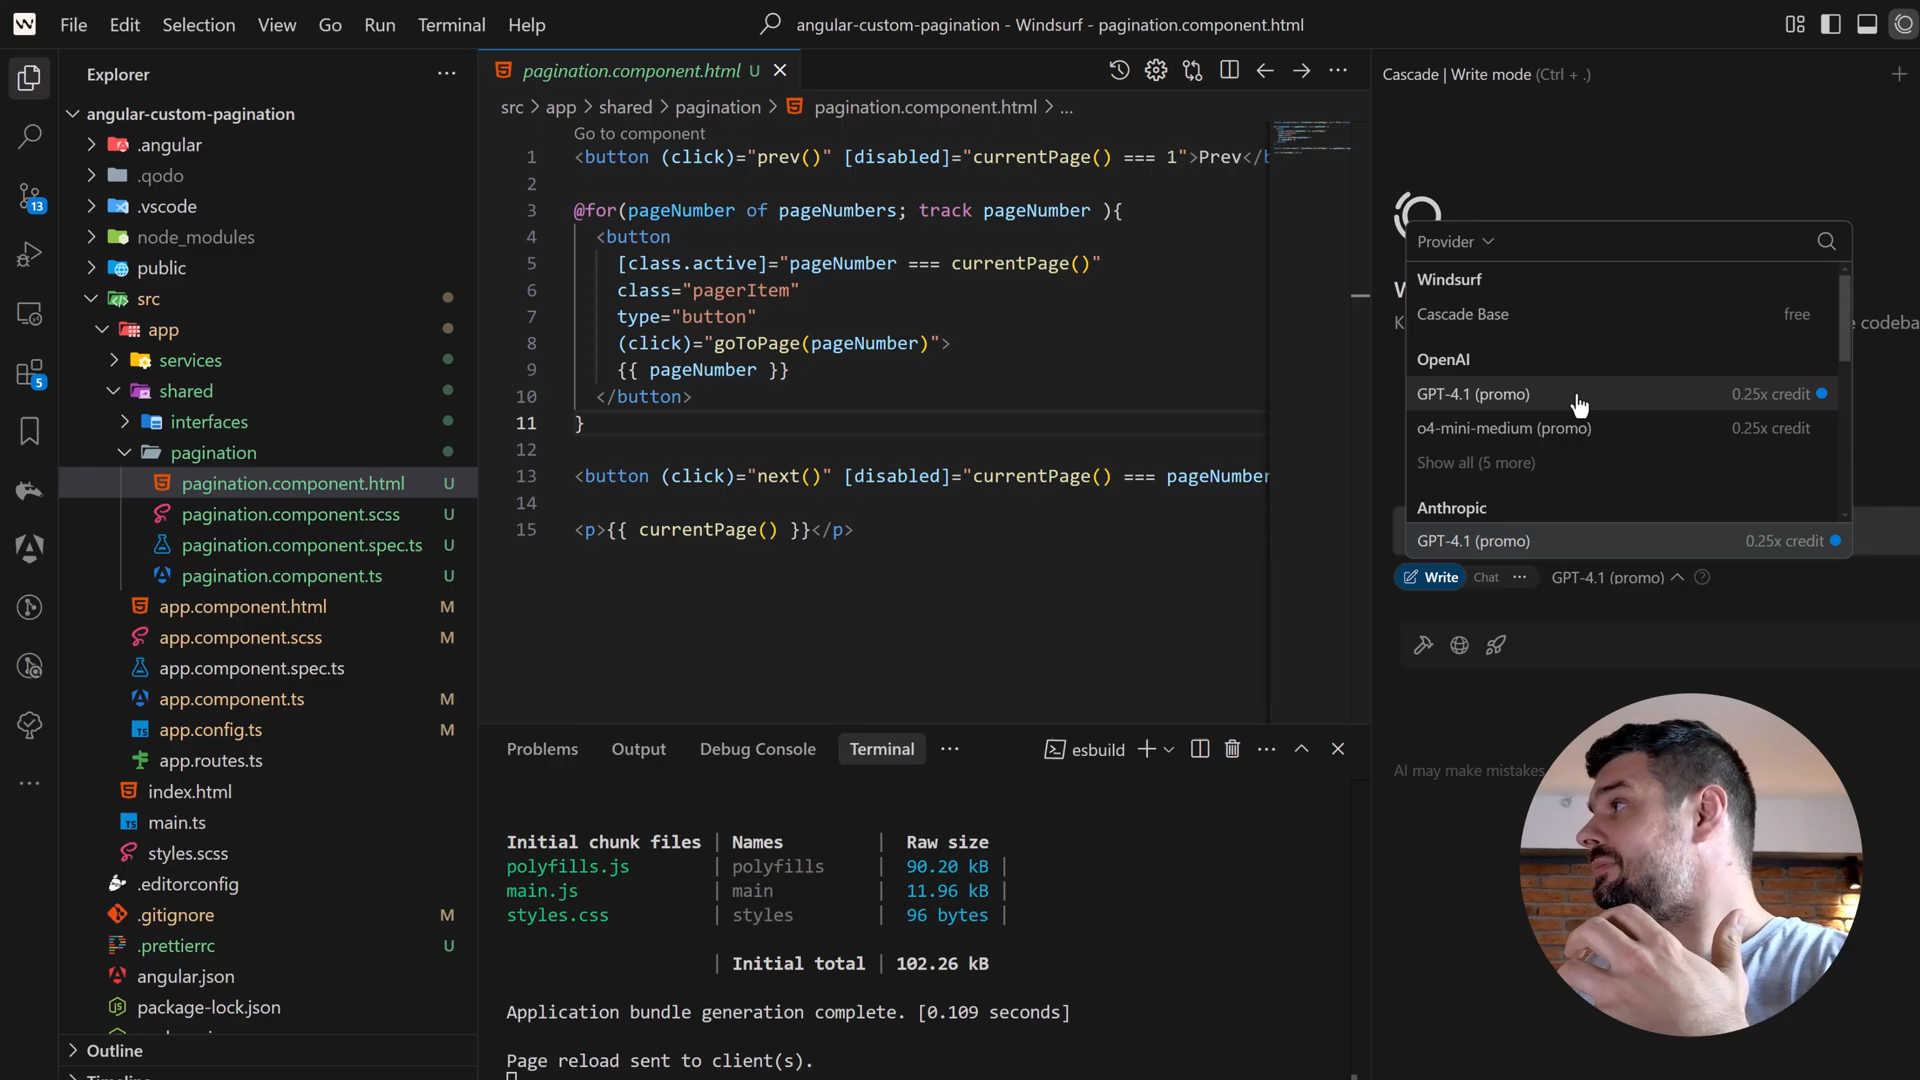 File Edit Selection View Go Run Terminal Help
angular-custom-pagination - Windsurf - pagination.component.html
Explorer
angular-custom-pagination
.angular
.qodo
.vscode
node_modules
public
src
app
services
shared
interfaces
pagination
pagination.component.html U
pagination.component.scss U
pagination.component.spec.ts U
pagination.component.ts U
app.component.html M
app.component.scss M
app.component.spec.ts
app.component.ts M
app.config.ts M
app.routes.ts
index.html
main.ts
styles.scss
.editorconfig
.gitignore M
.prettierrc U
angular.json
package-lock.json
Outline
13
5
pagination.component.html U
src > app > shared > pagination > pagination.component.html > ...
Go to component
1 <button (click)="prev()" [disabled]="currentPage() === 1">Prev</b
2
3 @for(pageNumber of pageNumbers; track pageNumber ){
4 <button
5 [class.active]="pageNumber === currentPage()"
6 class="pagerItem"
7 type="button"
8 (click)="goToPage(pageNumber)">
9 {{ pageNumber }}
10 </button>
11 }
12
13 <button (click)="next()" [disabled]="currentPage() === pageNumber
14
15 <p>{{ currentPage() }}</p>
Problems Output Debug Console Terminal
esbuild
Initial chunk files | Names | Raw size
polyfills.js | polyfills | 90.20 kB |
main.js | main | 11.96 kB |
styles.css | styles | 96 bytes |
| Initial total | 102.26 kB
Application bundle generation complete. [0.109 seconds]
Page reload sent to client(s).
Cascade | Write mode (Ctrl + .)
Provider
Windsurf
Cascade Base free
OpenAI
GPT-4.1 (promo) 0.25x credit
o4-mini-medium (promo) 0.25x credit
Show all (5 more)
Anthropic
GPT-4.1 (promo) 0.25x credit
W
K
e codeba
Write Chat ... GPT-4.1 (promo)
AI may make mistakes